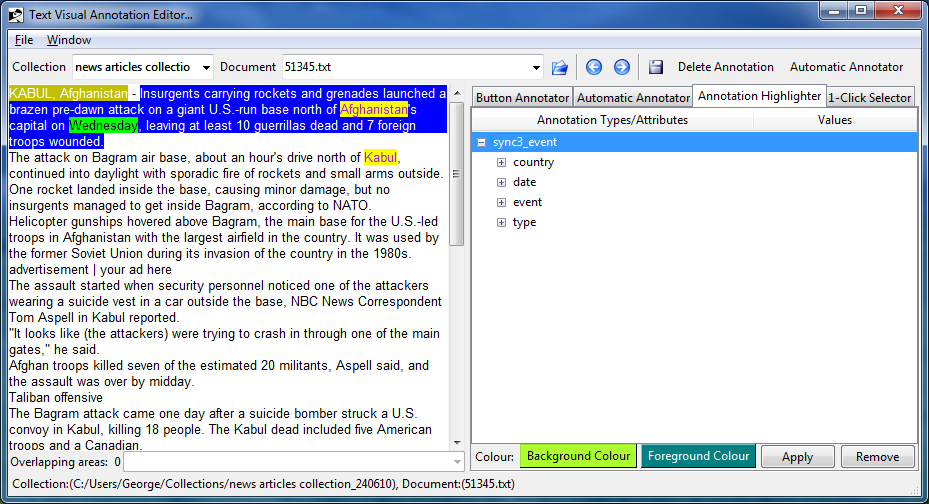 Text Visual Annotation Editor...
File Window
Collection news articles collectio Document 51345.txt Delete Annotation Automatic Annotator
KABUL, Afghanistan - Insurgents carrying rockets and grenades launched a
brazen pre-dawn attack on a giant U.S.-run base north of Afghanistan's
capital on Wednesday, leaving at least 10 guerrillas dead and 7 foreign
troops wounded.
The attack on Bagram air base, about an hour's drive north of Kabul,
continued into daylight with sporadic fire of rockets and small arms outside.
One rocket landed inside the base, causing minor damage, but no
insurgents managed to get inside Bagram, according to NATO.
Helicopter gunships hovered above Bagram, the main base for the U.S.-led
troops in Afghanistan with the largest airfield in the country. It was used by
the former Soviet Union during its invasion of the country in the 1980s.
advertisement | your ad here
The assault started when security personnel noticed one of the attackers
wearing a suicide vest in a car outside the base, NBC News Correspondent
Tom Aspell in Kabul reported.
"It looks like (the attackers) were trying to crash in through one of the main
gates," he said.
Afghan troops killed seven of the estimated 20 militants, Aspell said, and
the assault was over by midday.
Taliban offensive
The Bagram attack came one day after a suicide bomber struck a U.S.
convoy in Kabul, killing 18 people. The Kabul dead included five American
troops and a Canadian.
Overlapping areas: 0
Button Annotator Automatic Annotator Annotation Highlighter 1-Click Selector
Annotation Types/Attributes Values
sync3_event
country
date
event
type
Colour: Background Colour Foreground Colour Apply Remove
Collection:(C:/Users/George/Collections/news articles collection_240610), Document:(51345.txt)